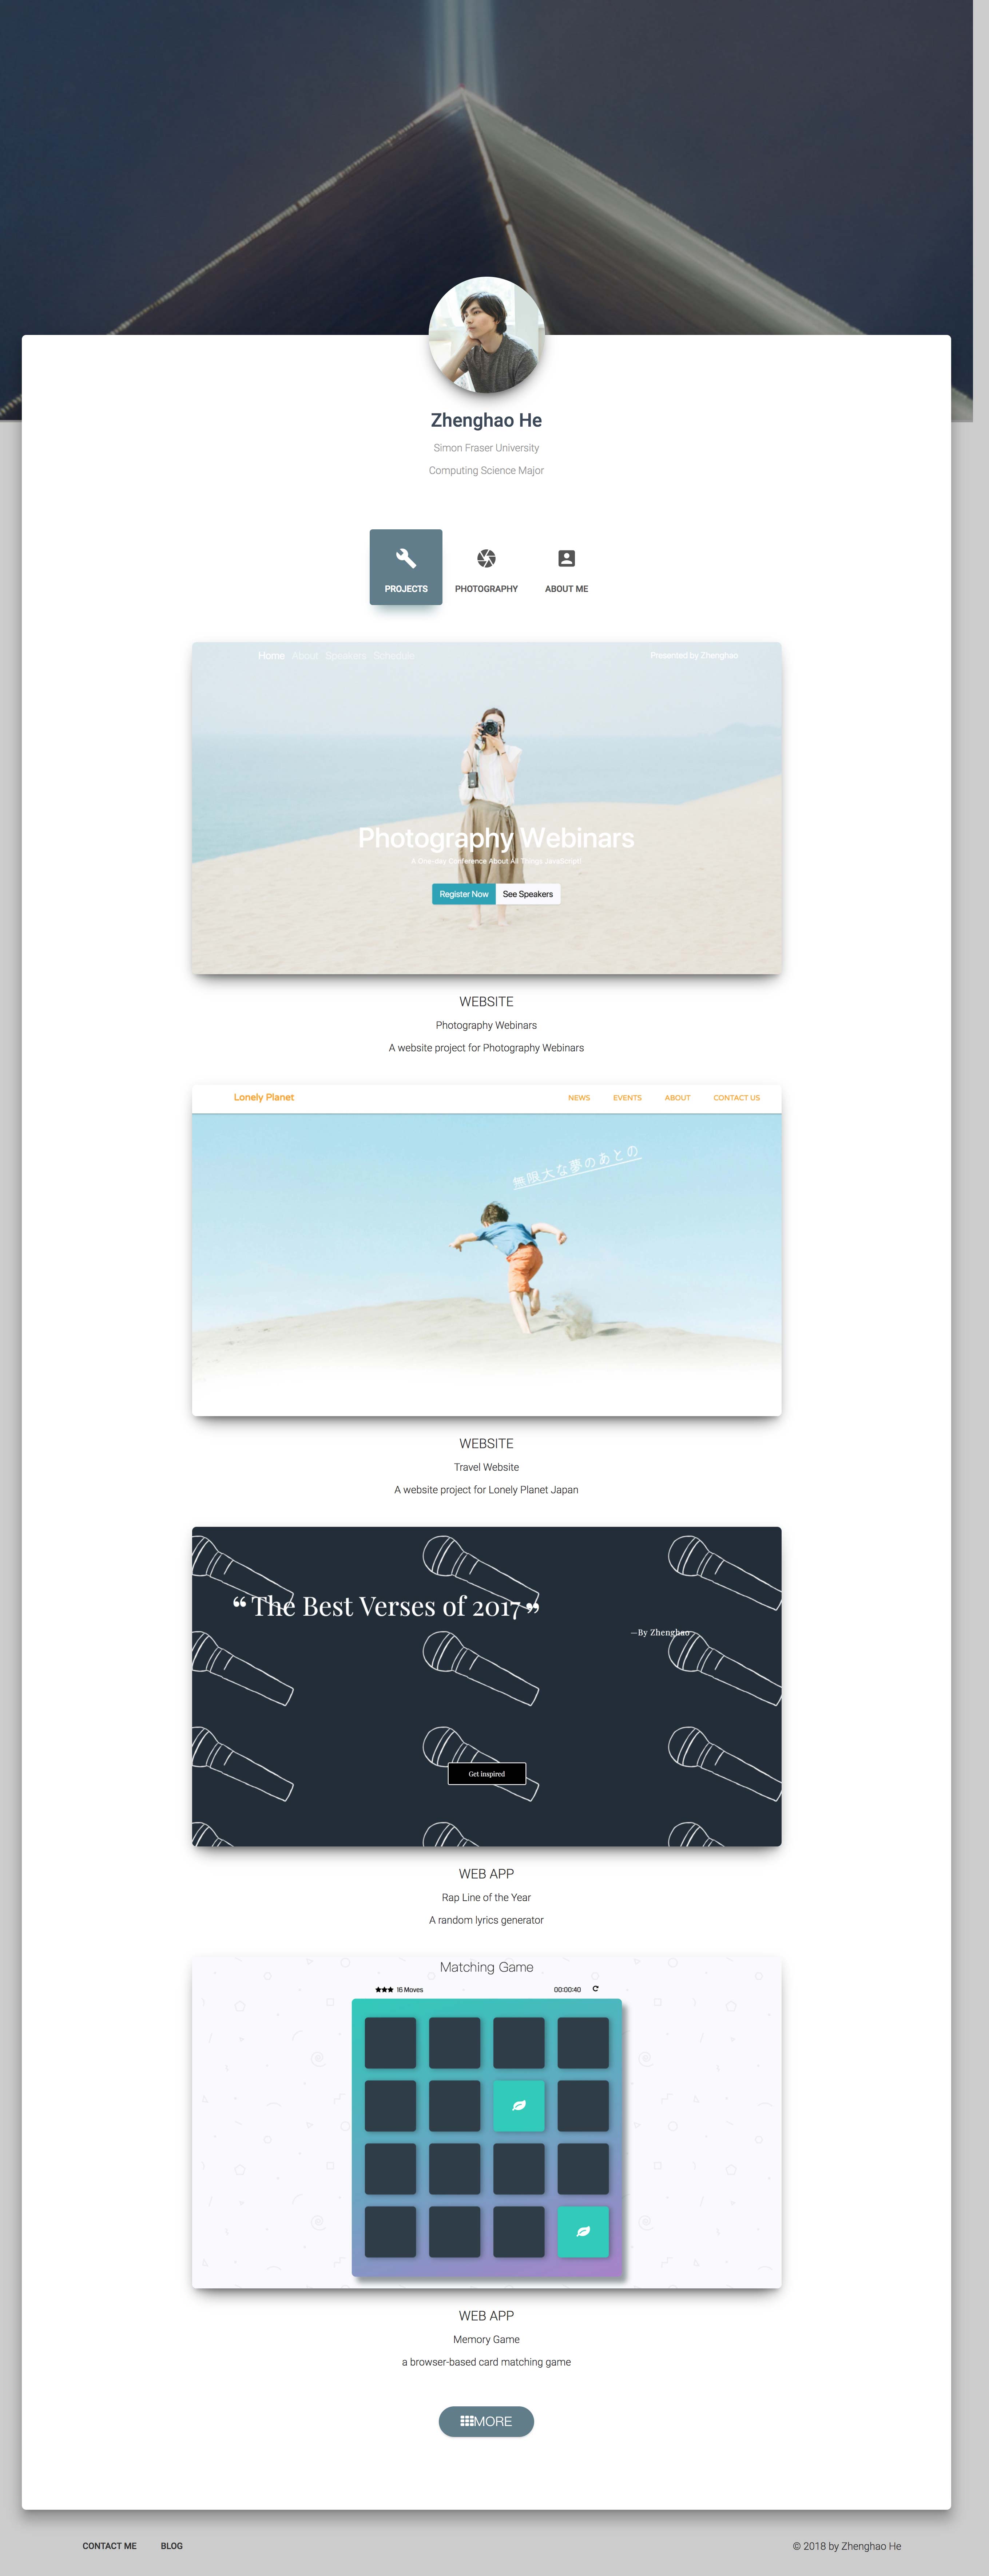 Zhenghao He
Simon Fraser University
Computing Science Major
PROJECTS PHOTOGRAPHY ABOUT ME
Home About Speakers Schedule Presented by Zhenghao
Photography Webinars
A One-day Conference About All Things JavaScript!
Register Now See Speakers
WEBSITE
Photography Webinars
A website project for Photography Webinars
Lonely Planet NEWS EVENTS ABOUT CONTACT US
無限大な夢のあとの
WEBSITE
Travel Website
A website project for Lonely Planet Japan
“ The Best Verses of 2017 ”
—By Zhenghao
Get inspired
WEB APP
Rap Line of the Year
A random lyrics generator
Matching Game
16 Moves 00:00:40
WEB APP
Memory Game
a browser-based card matching game
MORE
CONTACT ME BLOG © 2018 by Zhenghao He